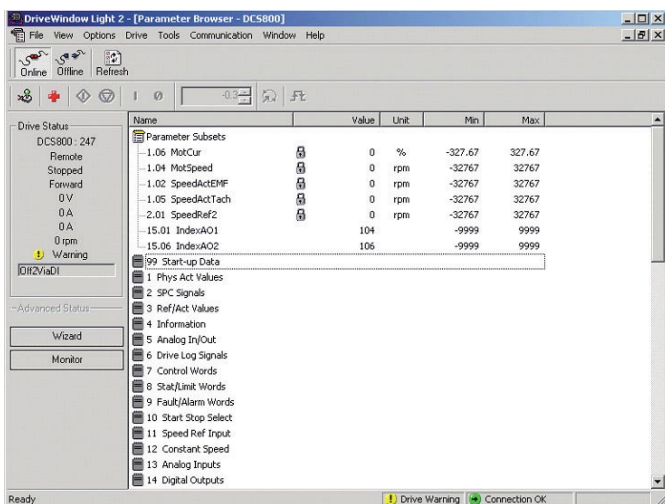 DriveWindow Light 2 - [Parameter Browser - DCS800]
File View Options Drive Tools Communication Window Help
Online Offline Refresh
-0.3
Drive Status
DCS800 : 247
Remote
Stopped
Forward
0 V
0 A
0 A
0 rpm
Warning
Off2ViaDI
Advanced Status
Wizard
Monitor
Name Value Unit Min Max
Parameter Subsets
1.06 MotCur 0 % -327.67 327.67
1.04 MotSpeed 0 rpm -32767 32767
1.02 SpeedActEMF 0 rpm -32767 32767
1.05 SpeedActTach 0 rpm -32767 32767
2.01 SpeedRef2 0 rpm -32767 32767
15.01 IndexAO1 104 -9999 9999
15.06 IndexAO2 106 -9999 9999
99 Start-up Data
1 Phys Act Values
2 SPC Signals
3 Ref/Act Values
4 Information
5 Analog In/Out
6 Drive Log Signals
7 Control Words
8 Stat/Limit Words
9 Fault/Alarm Words
10 Start Stop Select
11 Speed Ref Input
12 Constant Speed
13 Analog Inputs
14 Digital Outputs
Ready Drive Warning Connection OK